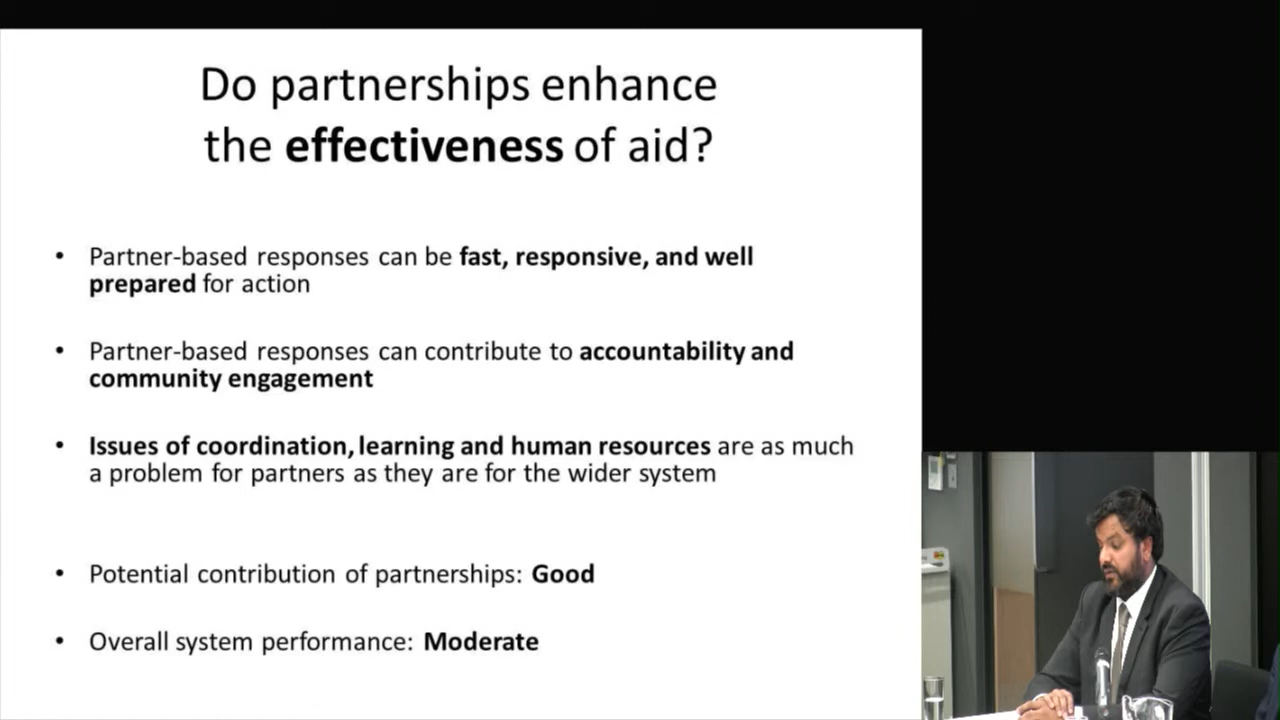 Do partnerships enhance
the effectiveness of aid?
• Partner-based responses can be fast, responsive, and well
prepared for action
• Partner-based responses can contribute to accountability and
community engagement
• Issues of coordination, learning and human resources are as much
a problem for partners as they are for the wider system
• Potential contribution of partnerships: Good
• Overall system performance: Moderate